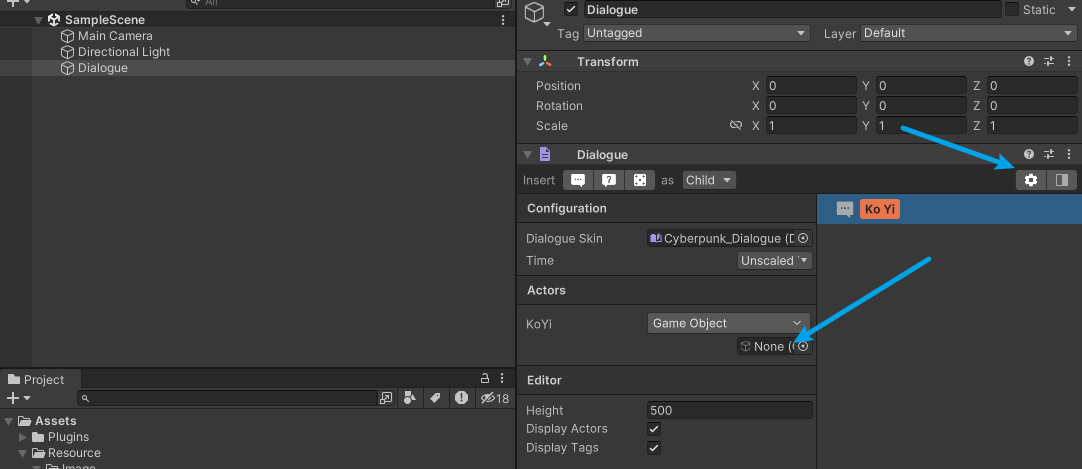 All
SampleScene
Main Camera
Directional Light
Dialogue
Project
18
Assets
Plugins
Resource
Image
Dialogue
Static
Tag Untagged Layer Default
Transform
Position X 0 Y 0 Z 0
Rotation X 0 Y 0 Z 0
Scale X 1 Y 1 Z 1
Dialogue
Insert as Child
Configuration
Dialogue Skin Cyberpunk_Dialogue (D
Time Unscaled
Actors
KoYi Game Object
None (
Editor
Height 500
Display Actors
Display Tags
Ko Yi